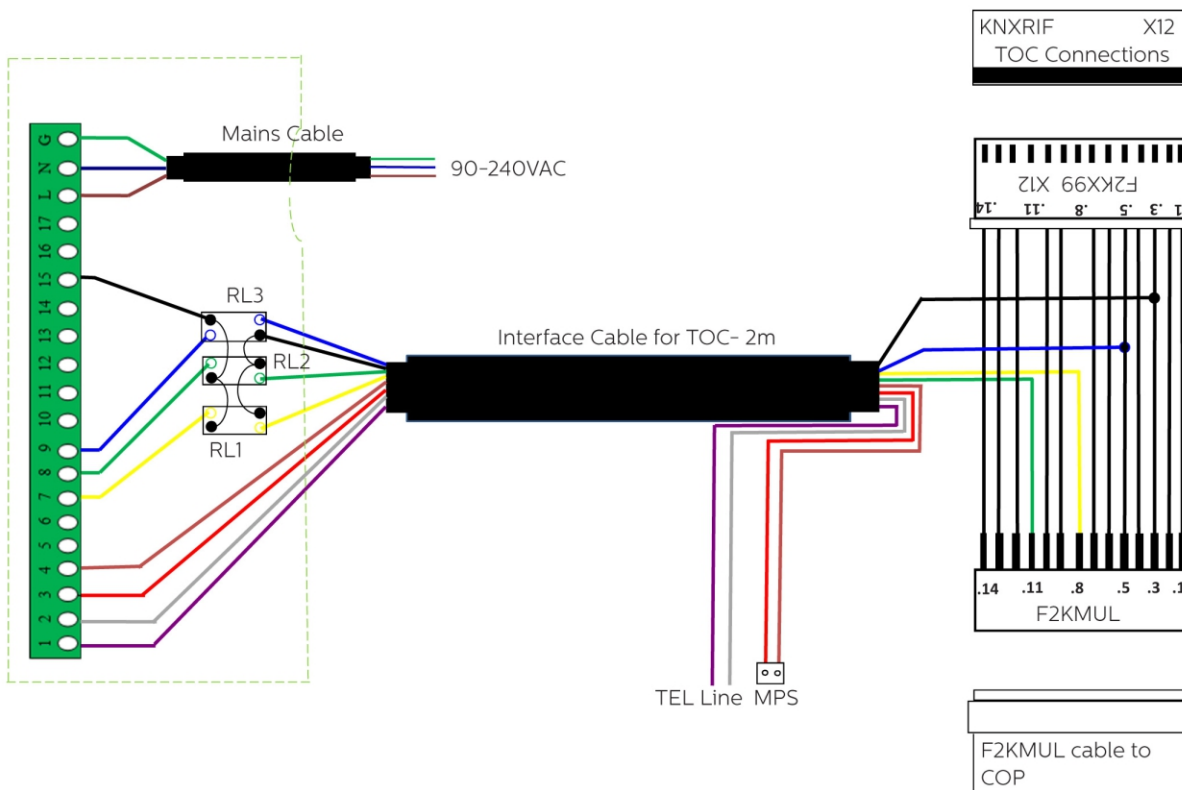 KNXRIF X12
TOC Connections
Mains Cable
90-240VAC
G
N
L
17
16
15
14
13
12
11
10
9
8
7
6
5
4
3
2
1
RL3
RL2
RL1
Interface Cable for TOC- 2m
F2KX99 X12
.14 .11 .8 .5 .3 1
.14 .11 .8 .5 .3 .1
F2KMUL
TEL Line MPS
F2KMUL cable to
COP